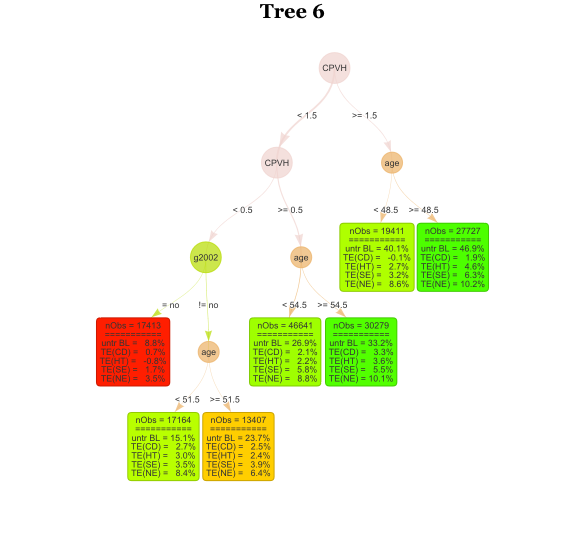 Tree 6
CPVH
< 1.5
>= 1.5
CPVH
age
< 0.5
>= 0.5
< 48.5
>= 48.5
nObs = 19411
===========
untr BL = 40.1%
TE(CD) = -0.1%
TE(HT) = 2.7%
TE(SE) = 3.2%
TE(NE) = 8.6%
nObs = 27727
===========
untr BL = 46.9%
TE(CD) = 1.9%
TE(HT) = 4.6%
TE(SE) = 6.3%
TE(NE) = 10.2%
g2002
age
= no
!= no
< 54.5
>= 54.5
nObs = 17413
===========
untr BL = 8.8%
TE(CD) = 0.7%
TE(HT) = -0.8%
TE(SE) = 1.7%
TE(NE) = 3.5%
age
nObs = 46641
===========
untr BL = 26.9%
TE(CD) = 2.1%
TE(HT) = 2.2%
TE(SE) = 5.8%
TE(NE) = 8.8%
nObs = 30279
===========
untr BL = 33.2%
TE(CD) = 3.3%
TE(HT) = 3.6%
TE(SE) = 5.5%
TE(NE) = 10.1%
< 51.5
>= 51.5
nObs = 17164
===========
untr BL = 15.1%
TE(CD) = 2.7%
TE(HT) = 3.0%
TE(SE) = 3.5%
TE(NE) = 8.4%
nObs = 13407
===========
untr BL = 23.7%
TE(CD) = 2.5%
TE(HT) = 2.4%
TE(SE) = 3.9%
TE(NE) = 6.4%